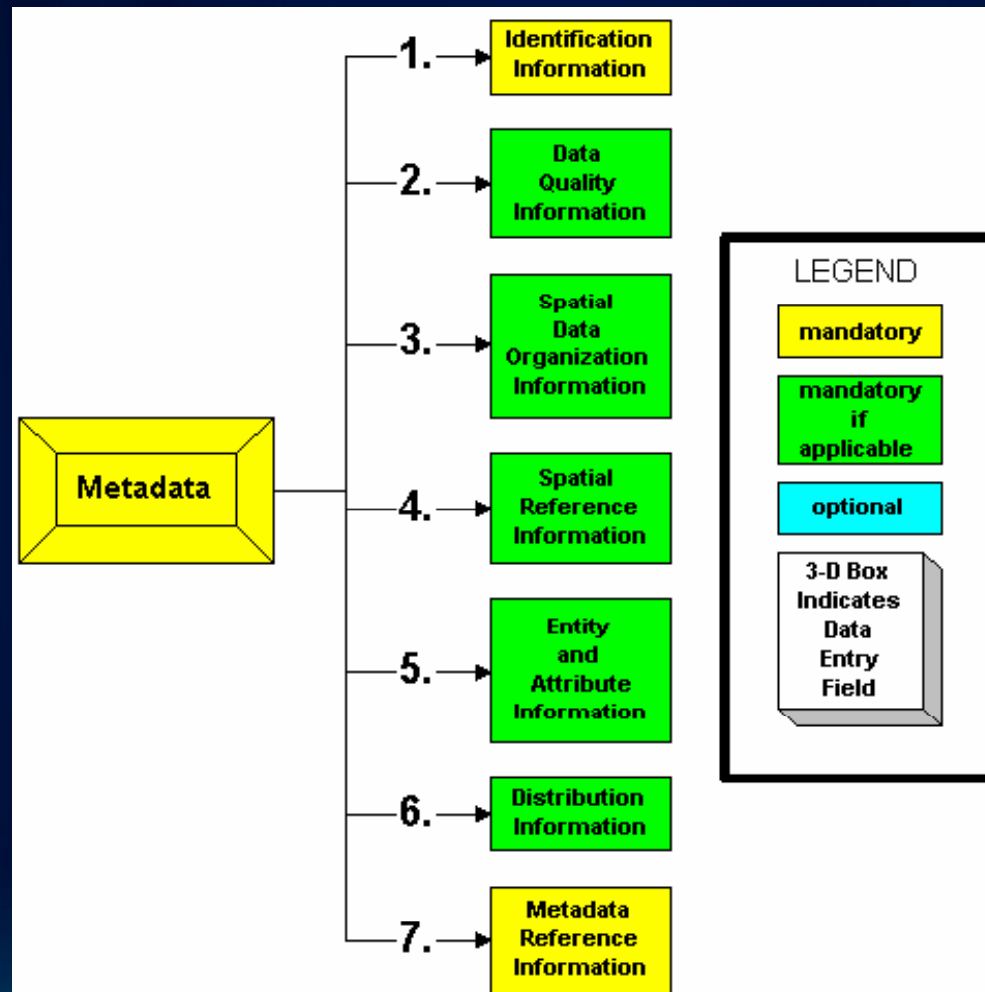 Metadata
1.
Identification
Information
2.
Data
Quality
Information
3.
Spatial
Data
Organization
Information
4.
Spatial
Reference
Information
5.
Entity
and
Attribute
Information
6.
Distribution
Information
7.
Metadata
Reference
Information
LEGEND
mandatory
mandatory
if
applicable
optional
3-D Box
Indicates
Data
Entry
Field